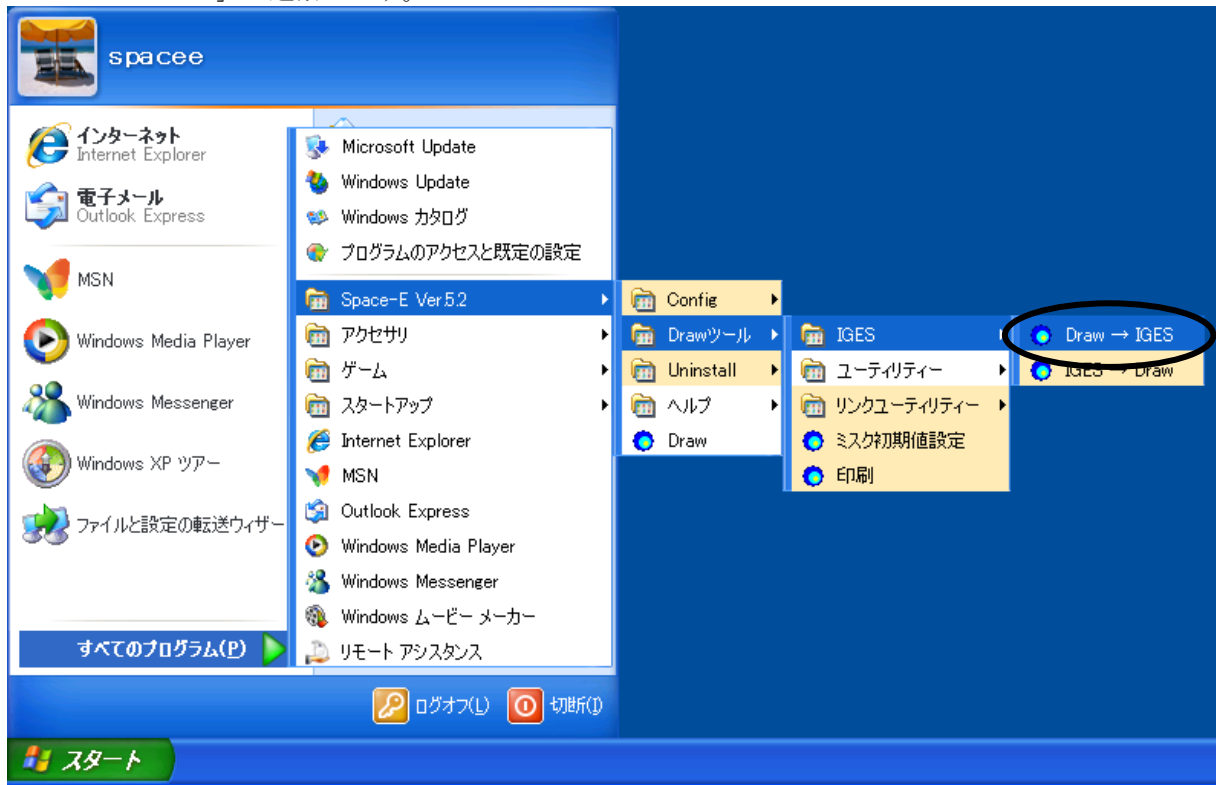 spacee
インターネット
Internet Explorer
電子メール
Outlook Express
MSN
Windows Media Player
Windows Messenger
Windows XP ツアー
ファイルと設定の転送ウィザー
すべてのプログラム(P)
Microsoft Update
Windows Update
Windows カタログ
プログラムのアクセスと既定の設定
Space-E Ver5.2
アクセサリ
ゲーム
スタートアップ
Internet Explorer
MSN
Outlook Express
Windows Media Player
Windows Messenger
Windows ムービー メーカー
リモート アシスタンス
Config
Drawツール
Uninstall
ヘルプ
Draw
IGES
ユーティリティー
リンクユーティリティー
ミスク初期値設定
印刷
Draw → IGES
IGES → Draw
ログオフ(L)
切断(I)
スタート